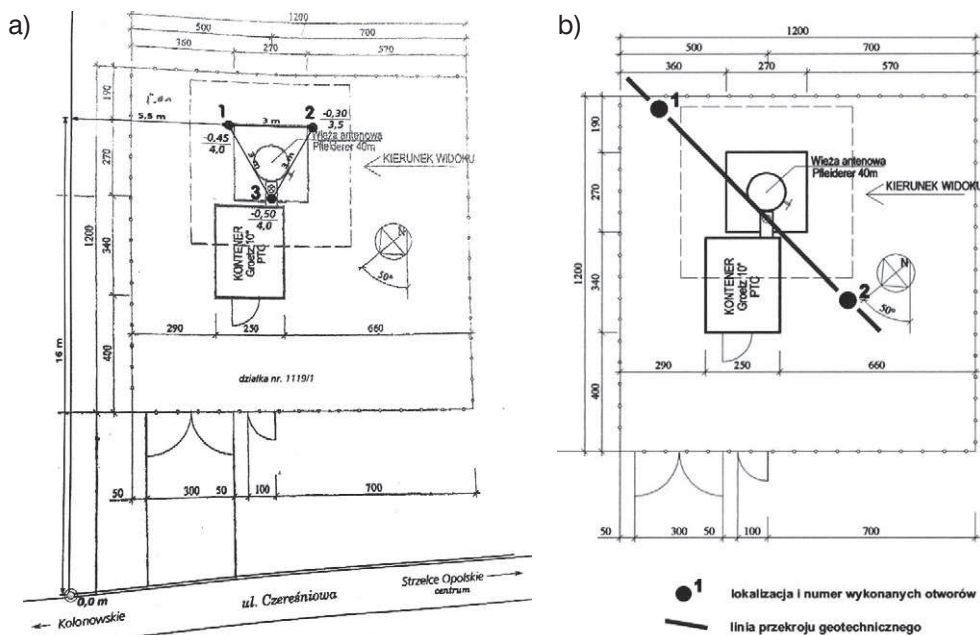 a)
1200
500 700
360 270 570
190
270
340
400
1200
16 m
5,5 m
1
3 m
2
-0,30
3,5
-0,45
4,0
3 m
3 m
Wieża antenowa
Pfleiderer 40m
KIERUNEK WIDOKU
3
-0,50
4,0
KONTENER
Groetz 10"
PTC
N
50°
290 250 660
działka nr. 1119/1
50 300 50 100 700
0,0 m
Kolonowskie
ul. Czereśniowa
Strzelce Opolskie
centrum
b)
1200
500 700
360 270 570
190
270
340
400
1200
1
Wieża antenowa
Pfleiderer 40m
KIERUNEK WIDOKU
KONTENER
Groetz 10"
PTC
N
2
50°
290 250 660
50 300 50 100 700
1 lokalizacja i numer wykonanych otworów
linia przekroju geotechnicznego